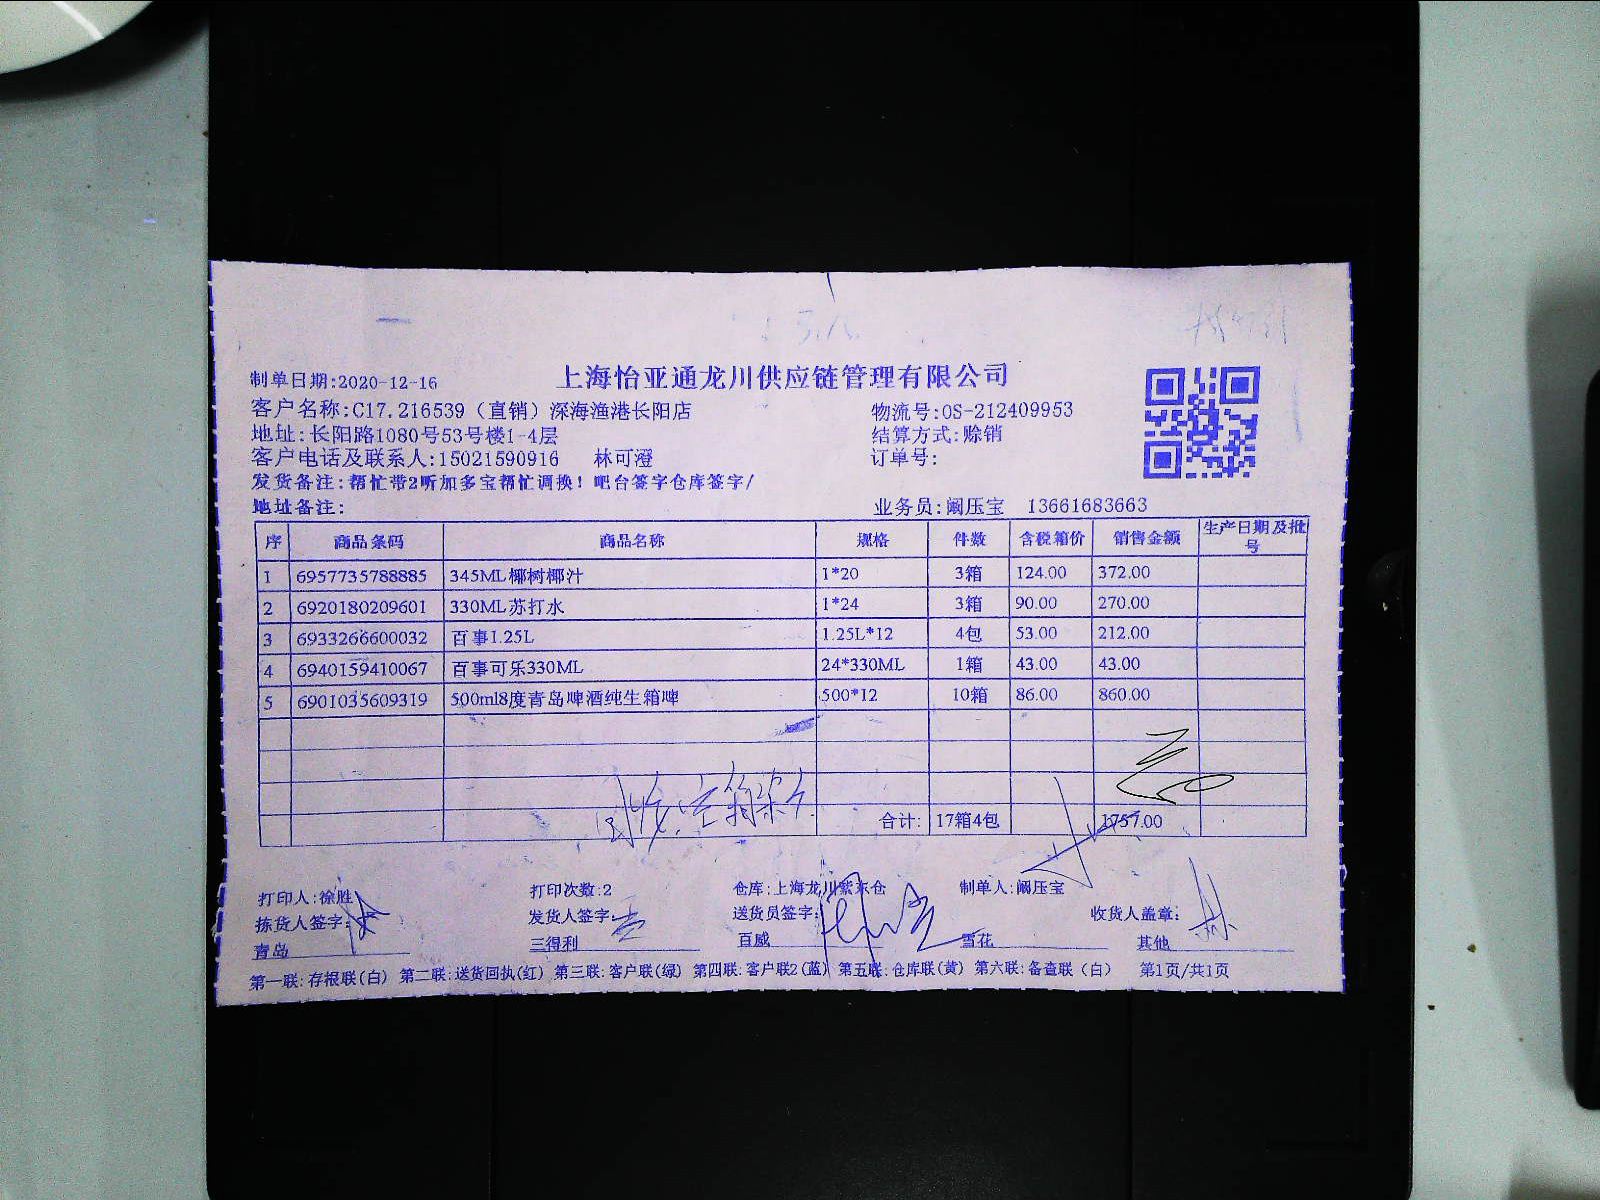 上海怡亚通龙川供应链管理有限公司
制单日期:2020-12-16
客户名称:C17.216539（直销）深海渔港长阳店 物流号:OS-212409953
地址:长阳路1080号53号楼1-4层 结算方式:赊销
客户电话及联系人:15021590916 林可澄 订单号:
发货备注:帮忙带2听加多宝帮忙调换！吧台签字仓库签字/
地址备注: 业务员:阚压宝 13661683663
序 商品条码 商品名称 规格 件数 含税箱价 销售金额 生产日期及批号
1 6957735788885 345ML椰树椰汁 1*20 3箱 124.00 372.00
2 6920180209601 330ML苏打水 1*24 3箱 90.00 270.00
3 6933266600032 百事1.25L 1.25L*12 4包 53.00 212.00
4 6940159410067 百事可乐330ML 24*330ML 1箱 43.00 43.00
5 6901035609319 500ml8度青岛啤酒纯生箱啤 500*12 10箱 86.00 860.00
合计: 17箱4包 1757.00
打印人:徐胜 打印次数:2 仓库:上海龙川紫东仓 制单人:阚压宝
拣货人签字: 发货人签字: 送货员签字: 收货人盖章:
青岛 三得利 百威 雪花 其他
第一联:存根联(白) 第二联:送货回执(红) 第三联:客户联(绿) 第四联:客户联2(蓝) 第五联:仓库联(黄) 第六联:备查联（白） 第1页/共1页